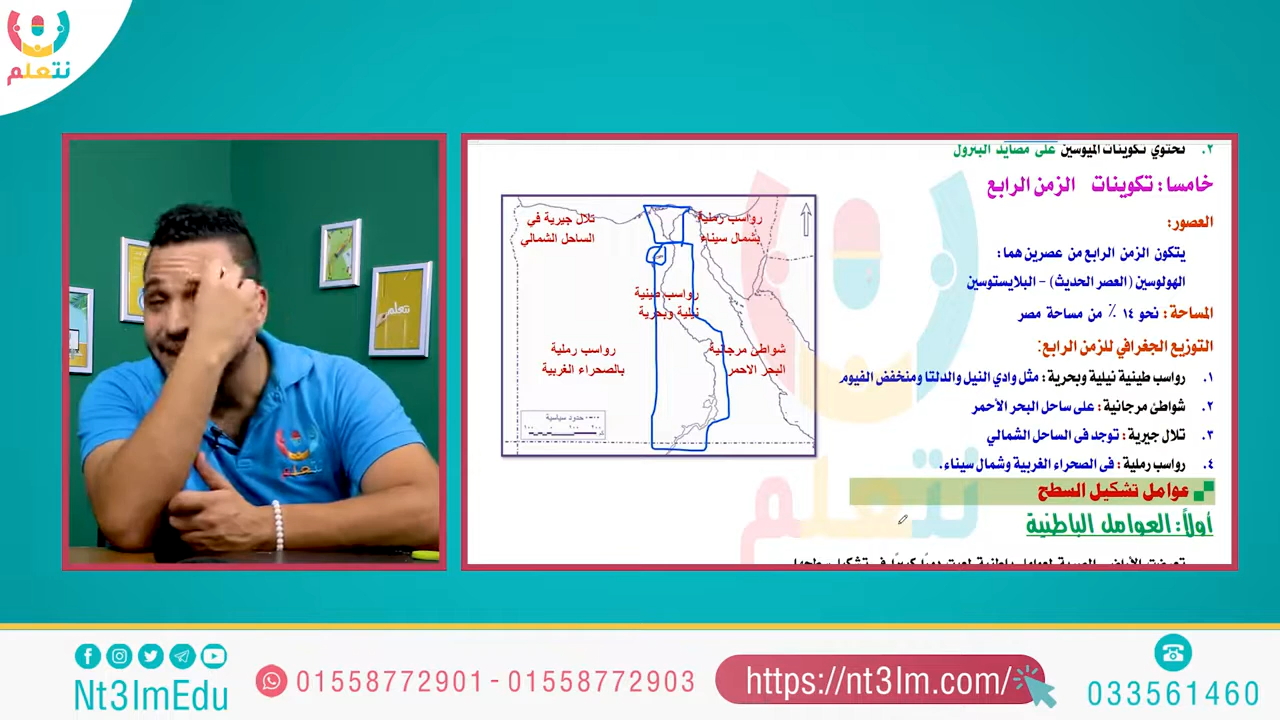 نتعلم
٢. تحتوي تكوينات الميوسين على مصايد البترول
خامسا : تكوينات الزمن الرابع
العصور:
يتكون الزمن الرابع من عصرين هما :
الهولوسين (العصر الحديث) – البلايستوسين
المساحة : نحو ١٤ ٪ من مساحة مصر
التوزيع الجغرافي للزمن الرابع:
١. رواسب طينية نيلية وبحرية : مثل وادي النيل والدلتا ومنخفض الفيوم
٢. شواطئ مرجانية : على ساحل البحر الأحمر
٣. تلال جيرية : توجد فى الساحل الشمالي
٤. رواسب رملية : فى الصحراء الغربية وشمال سيناء.
عوامل تشكيل السطح
أولاً: العوامل الباطنية
رواسب رملية
بشمال سيناء
تلال جيرية في
الساحل الشمالي
رواسب طينية
نيلية وبحرية
شواطئ مرجانية
البحر الاحمر
رواسب رملية
بالصحراء الغربية
حدود سياسية
نتعلم
نتعلم
نتعلم
Nt3lmEdu
01558772901 - 01558772903
https://nt3lm.com/
033561460